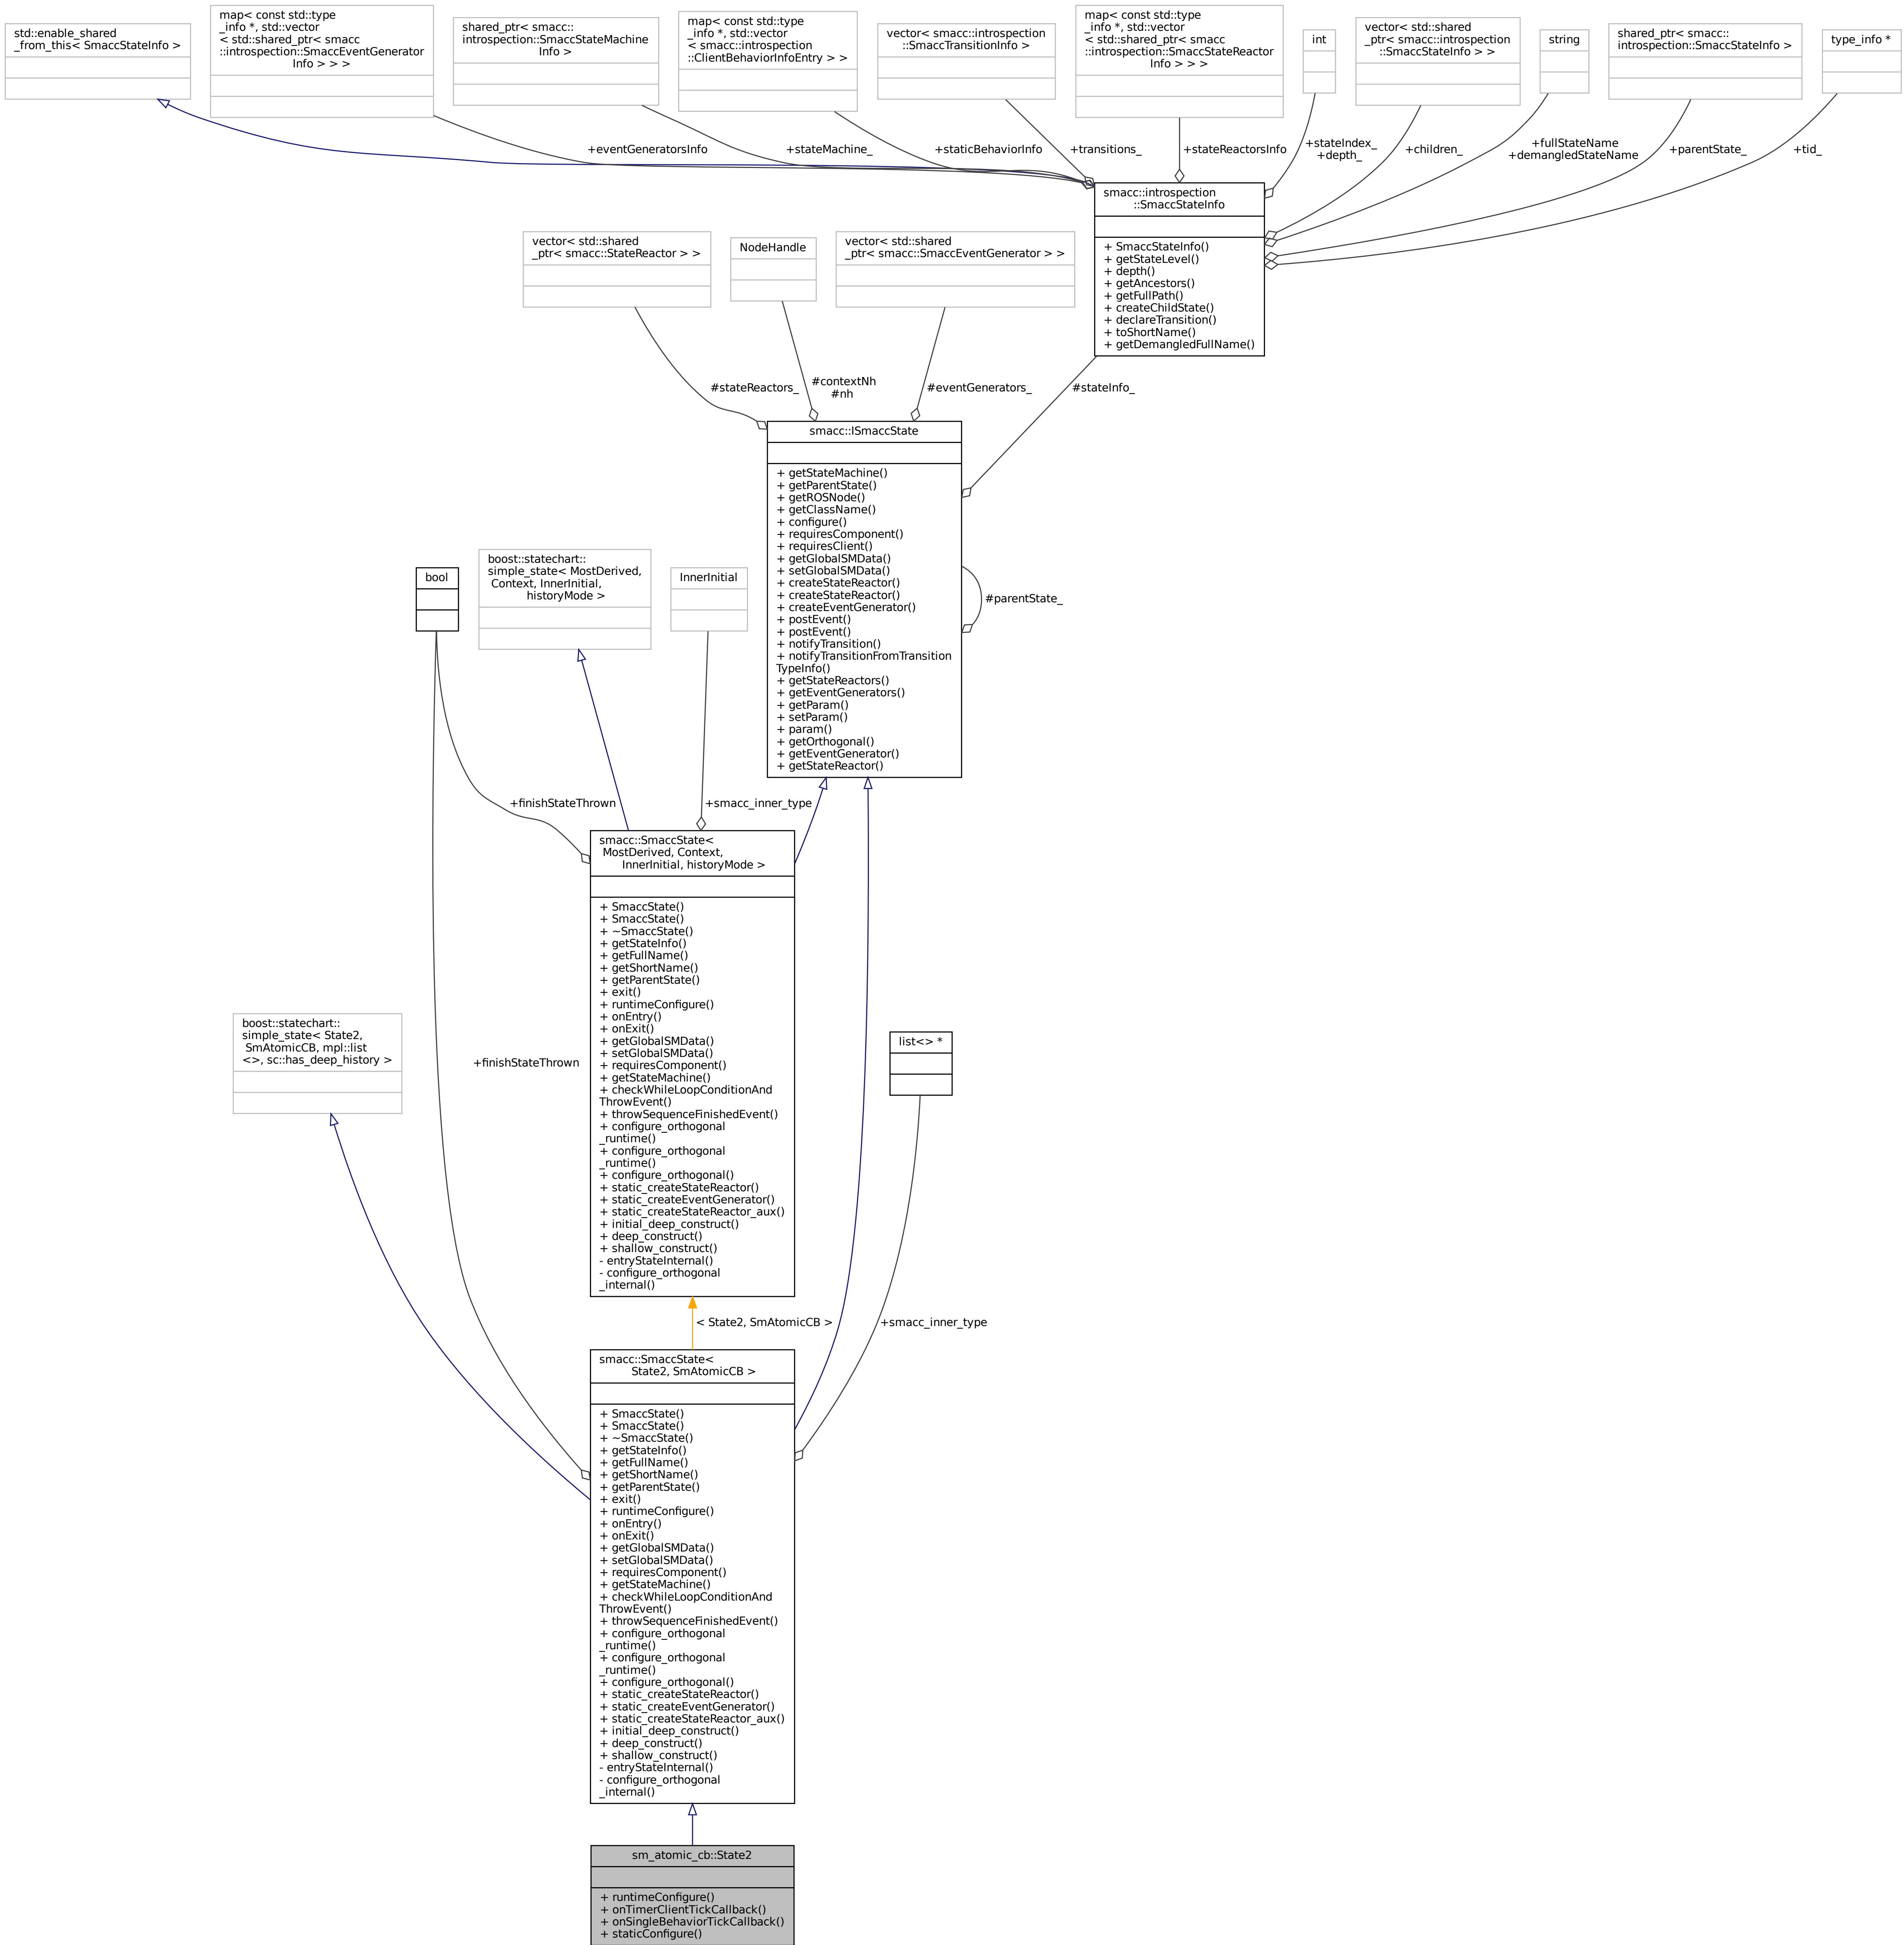 std::enable_shared
_from_this< SmaccStateInfo >
map< const std::type
_info *, std::vector
< std::shared_ptr< smacc
::introspection::SmaccEventGenerator
Info > > >
shared_ptr< smacc::
introspection::SmaccStateMachine
Info >
map< const std::type
_info *, std::vector
< smacc::introspection
::ClientBehaviorInfoEntry > >
vector< smacc::introspection
::SmaccTransitionInfo >
map< const std::type
_info *, std::vector
< std::shared_ptr< smacc
::introspection::SmaccStateReactor
Info > > >
int
vector< std::shared
_ptr< smacc::introspection
::SmaccStateInfo > >
string
shared_ptr< smacc::
introspection::SmaccStateInfo >
type_info *
+eventGeneratorsInfo
+stateMachine_
+staticBehaviorInfo
+transitions_
+stateReactorsInfo
+stateIndex_
+depth_
+children_
+fullStateName
+demangledStateName
+parentState_
+tid_
smacc::introspection
::SmaccStateInfo
+ SmaccStateInfo()
+ getStateLevel()
+ depth()
+ getAncestors()
+ getFullPath()
+ createChildState()
+ declareTransition()
+ toShortName()
+ getDemangledFullName()
vector< std::shared
_ptr< smacc::StateReactor > >
NodeHandle
vector< std::shared
_ptr< smacc::SmaccEventGenerator > >
#stateReactors_
#contextNh
#nh
#eventGenerators_
#stateInfo_
smacc::ISmaccState
+ getStateMachine()
+ getParentState()
+ getROSNode()
+ getClassName()
+ configure()
+ requiresComponent()
+ requiresClient()
+ getGlobalSMData()
+ setGlobalSMData()
+ createStateReactor()
+ createStateReactor()
+ createEventGenerator()
+ postEvent()
+ postEvent()
+ notifyTransition()
+ notifyTransitionFromTransition
TypeInfo()
+ getStateReactors()
+ getEventGenerators()
+ getParam()
+ setParam()
+ param()
+ getOrthogonal()
+ getEventGenerator()
+ getStateReactor()
#parentState_
bool
boost::statechart::
simple_state< MostDerived,
Context, InnerInitial,
historyMode >
InnerInitial
+finishStateThrown
+smacc_inner_type
smacc::SmaccState<
MostDerived, Context,
InnerInitial, historyMode >
+ SmaccState()
+ SmaccState()
+ ~SmaccState()
+ getStateInfo()
+ getFullName()
+ getShortName()
+ getParentState()
+ exit()
+ runtimeConfigure()
+ onEntry()
+ onExit()
+ getGlobalSMData()
+ setGlobalSMData()
+ requiresComponent()
+ getStateMachine()
+ checkWhileLoopConditionAnd
ThrowEvent()
+ throwSequenceFinishedEvent()
+ configure_orthogonal
_runtime()
+ configure_orthogonal
_runtime()
+ configure_orthogonal()
+ static_createStateReactor()
+ static_createEventGenerator()
+ static_createStateReactor_aux()
+ initial_deep_construct()
+ deep_construct()
+ shallow_construct()
- entryStateInternal()
- configure_orthogonal
_internal()
boost::statechart::
simple_state< State2,
SmAtomicCB, mpl::list
<>, sc::has_deep_history >
+finishStateThrown
list<> *
< State2, SmAtomicCB >
+smacc_inner_type
smacc::SmaccState<
State2, SmAtomicCB >
+ SmaccState()
+ SmaccState()
+ ~SmaccState()
+ getStateInfo()
+ getFullName()
+ getShortName()
+ getParentState()
+ exit()
+ runtimeConfigure()
+ onEntry()
+ onExit()
+ getGlobalSMData()
+ setGlobalSMData()
+ requiresComponent()
+ getStateMachine()
+ checkWhileLoopConditionAnd
ThrowEvent()
+ throwSequenceFinishedEvent()
+ configure_orthogonal
_runtime()
+ configure_orthogonal
_runtime()
+ configure_orthogonal()
+ static_createStateReactor()
+ static_createEventGenerator()
+ static_createStateReactor_aux()
+ initial_deep_construct()
+ deep_construct()
+ shallow_construct()
- entryStateInternal()
- configure_orthogonal
_internal()
sm_atomic_cb::State2
+ runtimeConfigure()
+ onTimerClientTickCallback()
+ onSingleBehaviorTickCallback()
+ staticConfigure()